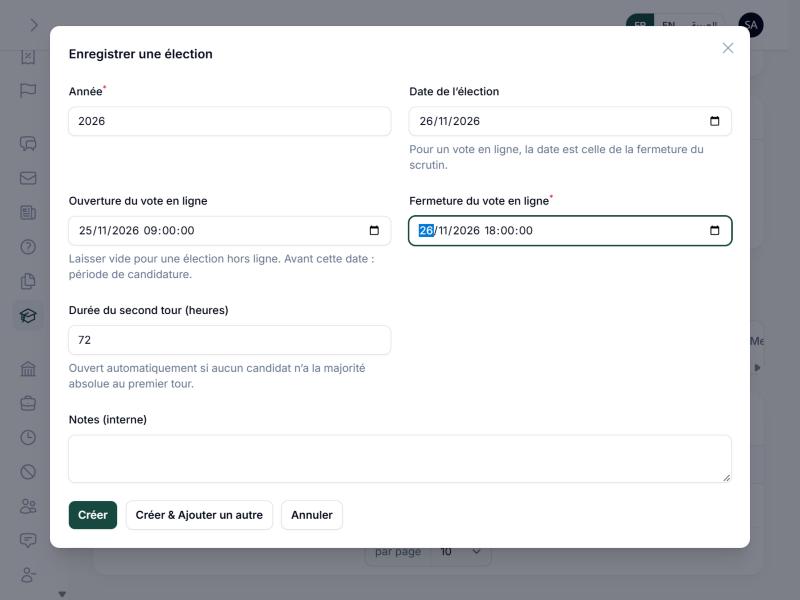 FR EN العربية SA
Enregistrer une élection
Année*
2026
Date de l’élection
26/11/2026
Pour un vote en ligne, la date est celle de la fermeture du
scrutin.
Ouverture du vote en ligne
25/11/2026 09:00:00
Laisser vide pour une élection hors ligne. Avant cette date :
période de candidature.
Fermeture du vote en ligne*
26/11/2026 18:00:00
Durée du second tour (heures)
72
Ouvert automatiquement si aucun candidat n’a la majorité
absolue au premier tour.
Notes (interne)
Créer
Créer & Ajouter un autre
Annuler
par page 10